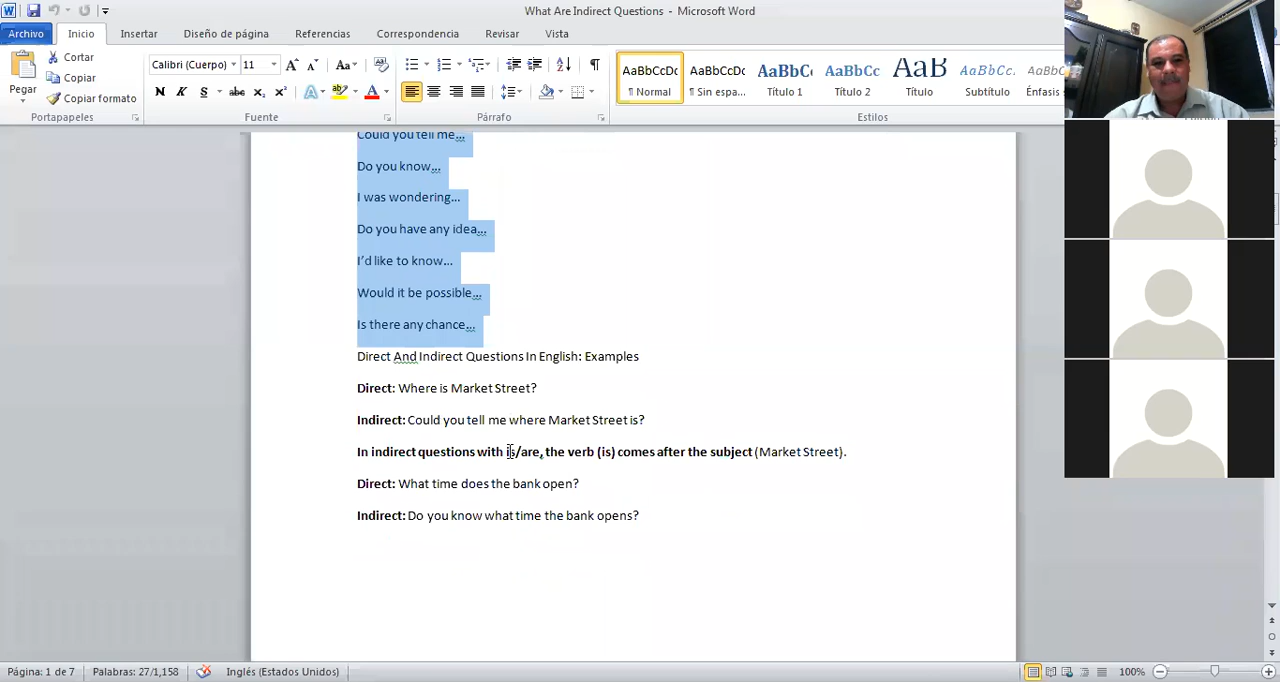 What Are Indirect Questions - Microsoft Word
Archivo Inicio Insertar Diseño de página Referencias Correspondencia Revisar Vista
Cortar
Copiar
Pegar
Copiar formato
Calibri (Cuerpo) 11
Portapapeles Fuente Párrafo Estilos
AaBbCcDc AaBbCcDc AaBbC( AaBbCc AaB AaBbCc. AaBbCc
¶ Normal ¶ Sin espa... Título 1 Título 2 Título Subtítulo Énfasis
Could you tell me...
Do you know...
I was wondering...
Do you have any idea...
I'd like to know...
Would it be possible...
Is there any chance...
Direct And Indirect Questions In English: Examples
Direct: Where is Market Street?
Indirect: Could you tell me where Market Street is?
In indirect questions with is/are, the verb (is) comes after the subject (Market Street).
Direct: What time does the bank open?
Indirect: Do you know what time the bank opens?
Página: 1 de 7 Palabras: 27/1,158 Inglés (Estados Unidos) 100%